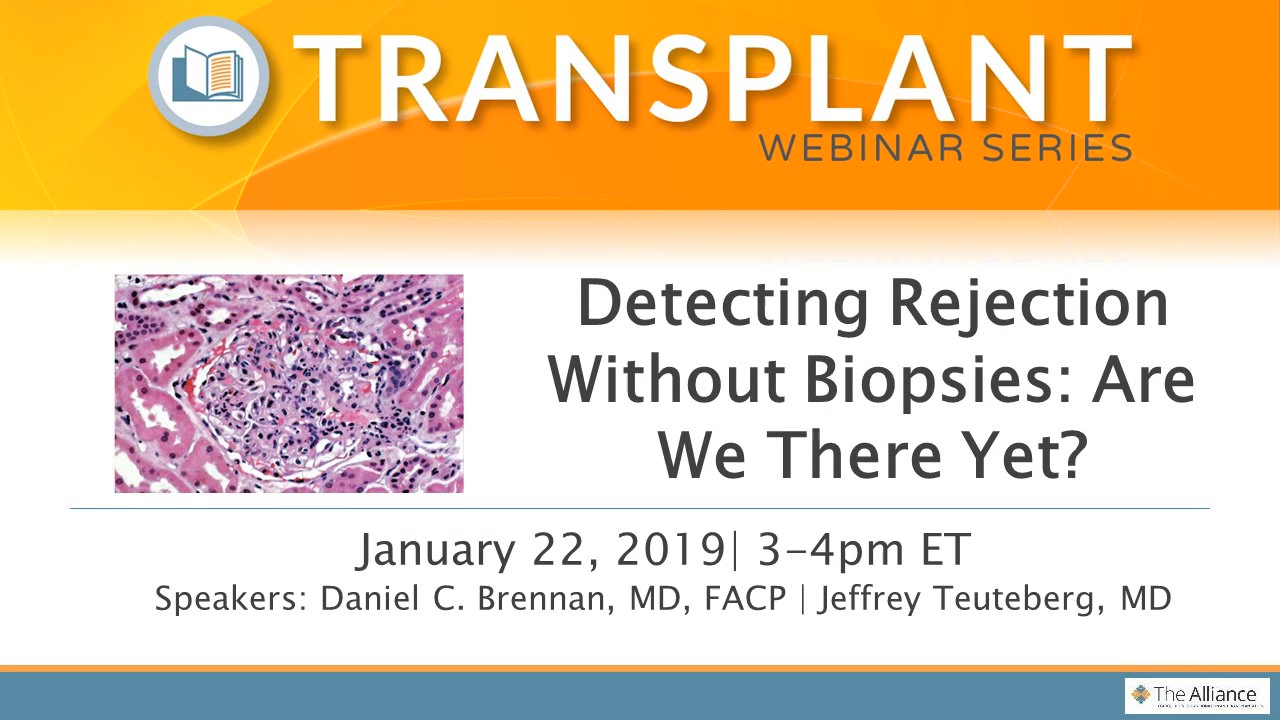 TRANSPLANT
WEBINAR SERIES
Detecting Rejection
Without Biopsies: Are
We There Yet?
January 22, 2019| 3-4pm ET
Speakers: Daniel C. Brennan, MD, FACP | Jeffrey Teuteberg, MD
The Alliance